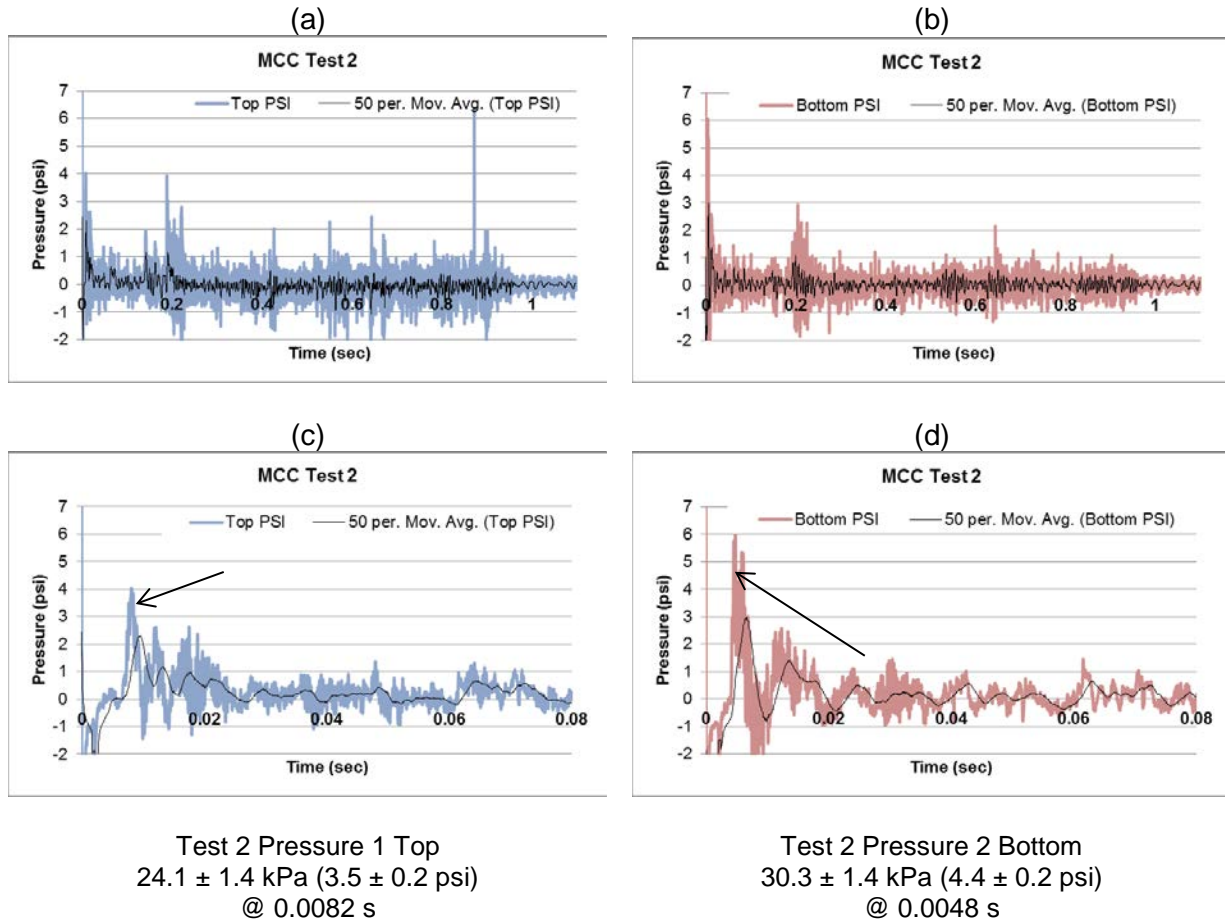 (a)
MCC Test 2
Top PSI
50 per. Mov. Avg. (Top PSI)
7
6
5
4
3
2
1
0
-1
-2
Pressure (psi)
0
0.2
0.4
0.6
0.8
1
Time (sec)
(b)
MCC Test 2
Bottom PSI
50 per. Mov. Avg. (Bottom PSI)
7
6
5
4
3
2
1
0
-1
-2
Pressure (psi)
0
0.2
0.4
0.6
0.8
1
Time (sec)
(c)
MCC Test 2
Top PSI
50 per. Mov. Avg. (Top PSI)
7
6
5
4
3
2
1
0
-1
-2
Pressure (psi)
0
0.02
0.04
0.06
0.08
Time (sec)
(d)
MCC Test 2
Bottom PSI
50 per. Mov. Avg. (Bottom PSI)
7
6
5
4
3
2
1
0
-1
-2
Pressure (psi)
0
0.02
0.04
0.06
0.08
Time (sec)
Test 2 Pressure 1 Top
24.1 ± 1.4 kPa (3.5 ± 0.2 psi)
@ 0.0082 s
Test 2 Pressure 2 Bottom
30.3 ± 1.4 kPa (4.4 ± 0.2 psi)
@ 0.0048 s